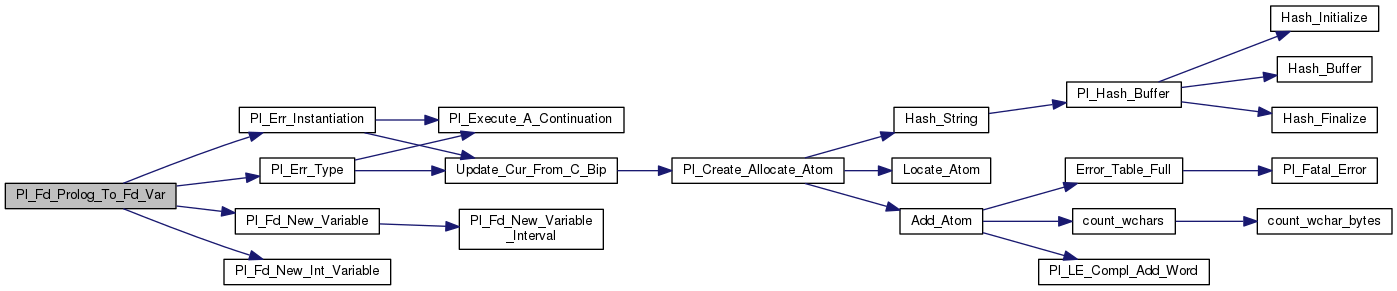 Pl_Fd_Prolog_To_Fd_Var
Pl_Err_Instantiation
Pl_Err_Type
Pl_Fd_New_Variable
Pl_Fd_New_Int_Variable
Pl_Execute_A_Continuation
Update_Cur_From_C_Bip
Pl_Fd_New_Variable
_Interval
Pl_Create_Allocate_Atom
Hash_String
Locate_Atom
Add_Atom
Pl_Hash_Buffer
Error_Table_Full
count_wchars
Pl_LE_Compl_Add_Word
Hash_Initialize
Hash_Buffer
Hash_Finalize
Pl_Fatal_Error
count_wchar_bytes